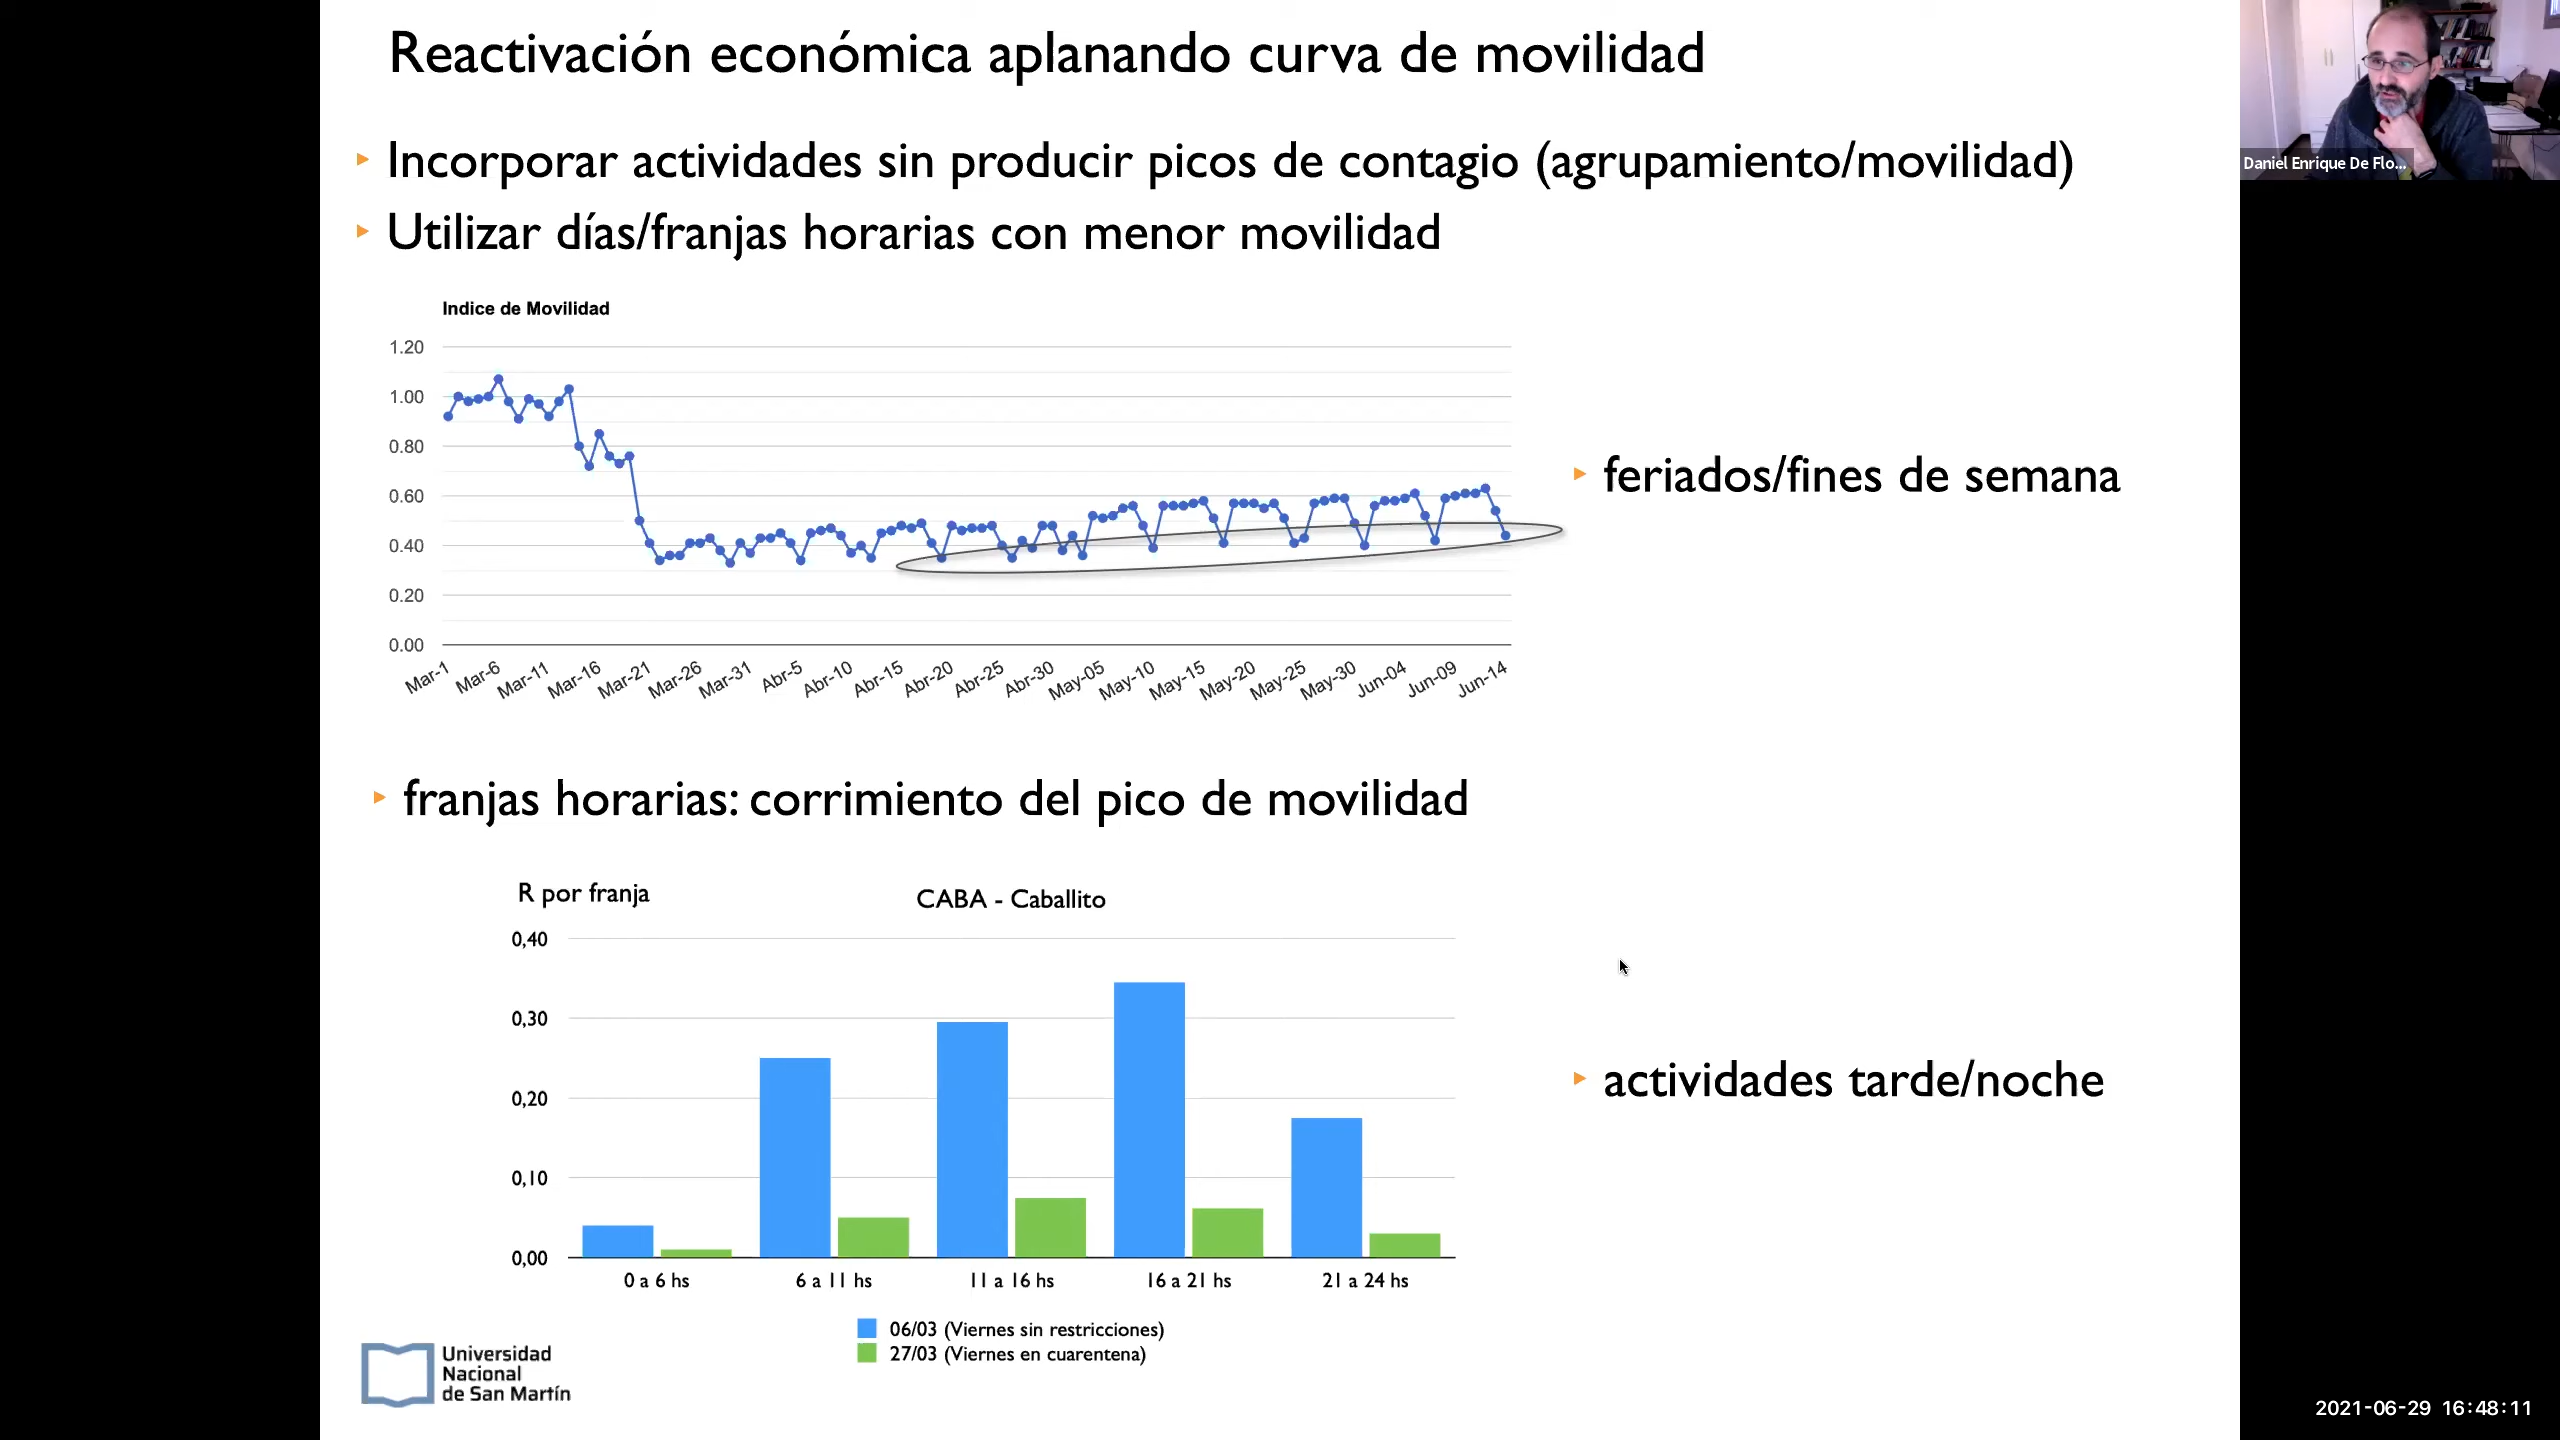 Reactivación económica aplanando curva de movilidad
Daniel Enrique De Flo...
▸ Incorporar actividades sin producir picos de contagio (agrupamiento/movilidad)
▸ Utilizar días/franjas horarias con menor movilidad
Indice de Movilidad
1.20
1.00
0.80
0.60
0.40
0.20
0.00
Mar-1 Mar-6 Mar-11 Mar-16 Mar-21 Mar-26 Mar-31 Abr-5 Abr-10 Abr-15 Abr-20 Abr-25 Abr-30 May-05 May-10 May-15 May-20 May-25 May-30 Jun-04 Jun-09 Jun-14
▸ feriados/fines de semana
▸ franjas horarias: corrimiento del pico de movilidad
R por franja
CABA - Caballito
0,40
0,30
0,20
0,10
0,00
0 a 6 hs 6 a 11 hs 11 a 16 hs 16 a 21 hs 21 a 24 hs
06/03 (Viernes sin restricciones)
27/03 (Viernes en cuarentena)
▸ actividades tarde/noche
Universidad
Nacional
de San Martín
2021-06-29 16:48:11